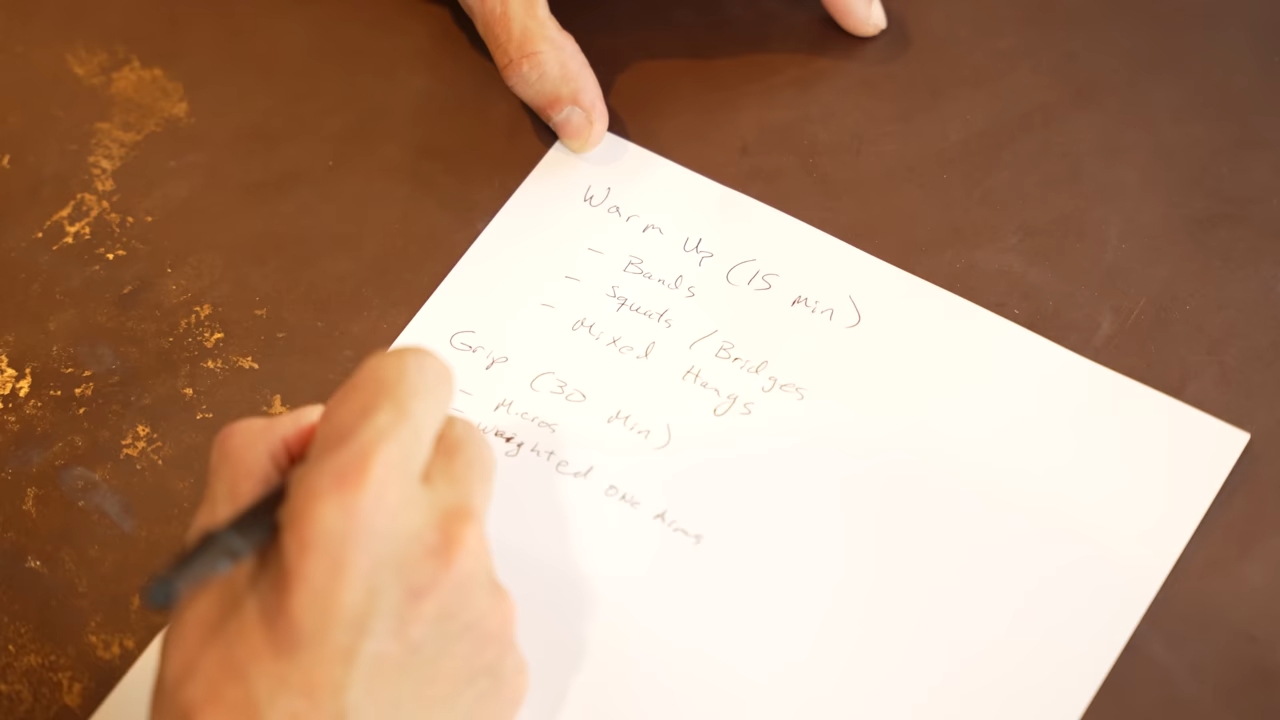 Warm Up (15 min)
- Bands
- Squats / Bridges
- Mixed Hangs
Grip (30 Min)
- Micros
- Weighted one Arms